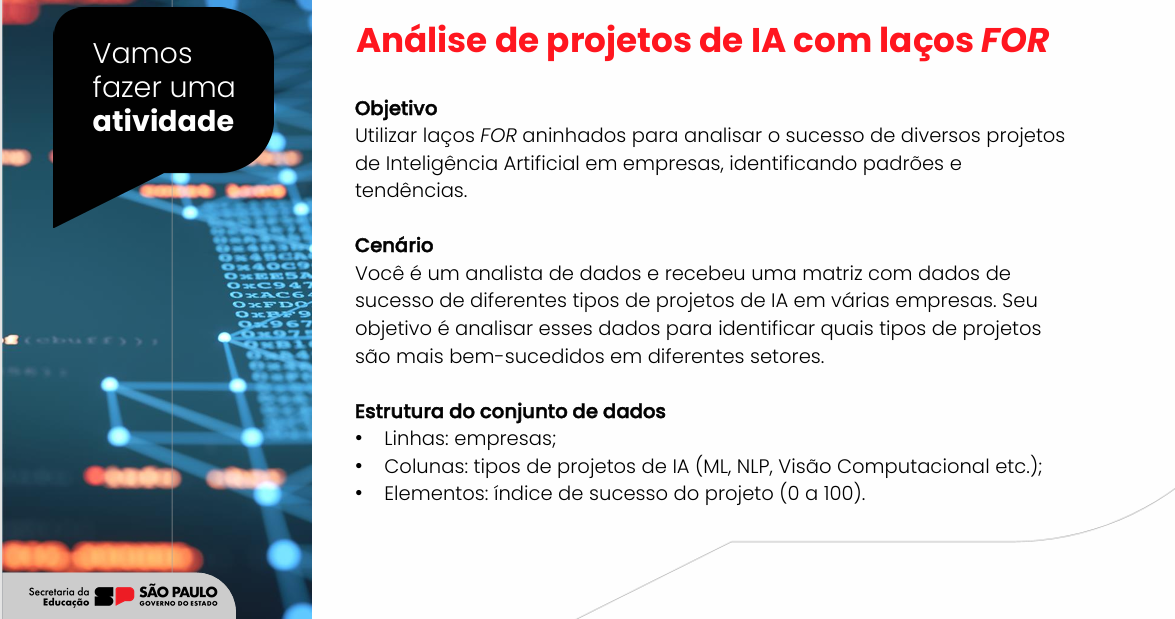 Vamos
fazer uma
atividade
Análise de projetos de IA com laços FOR
Objetivo
Utilizar laços FOR aninhados para analisar o sucesso de diversos projetos
de Inteligência Artificial em empresas, identificando padrões e
tendências.
Cenário
Você é um analista de dados e recebeu uma matriz com dados de
sucesso de diferentes tipos de projetos de IA em várias empresas. Seu
objetivo é analisar esses dados para identificar quais tipos de projetos
são mais bem-sucedidos em diferentes setores.
Estrutura do conjunto de dados
• Linhas: empresas;
• Colunas: tipos de projetos de IA (ML, NLP, Visão Computacional etc.);
• Elementos: índice de sucesso do projeto (0 a 100).
Secretaria da
Educação
SÃO PAULO
GOVERNO DO ESTADO